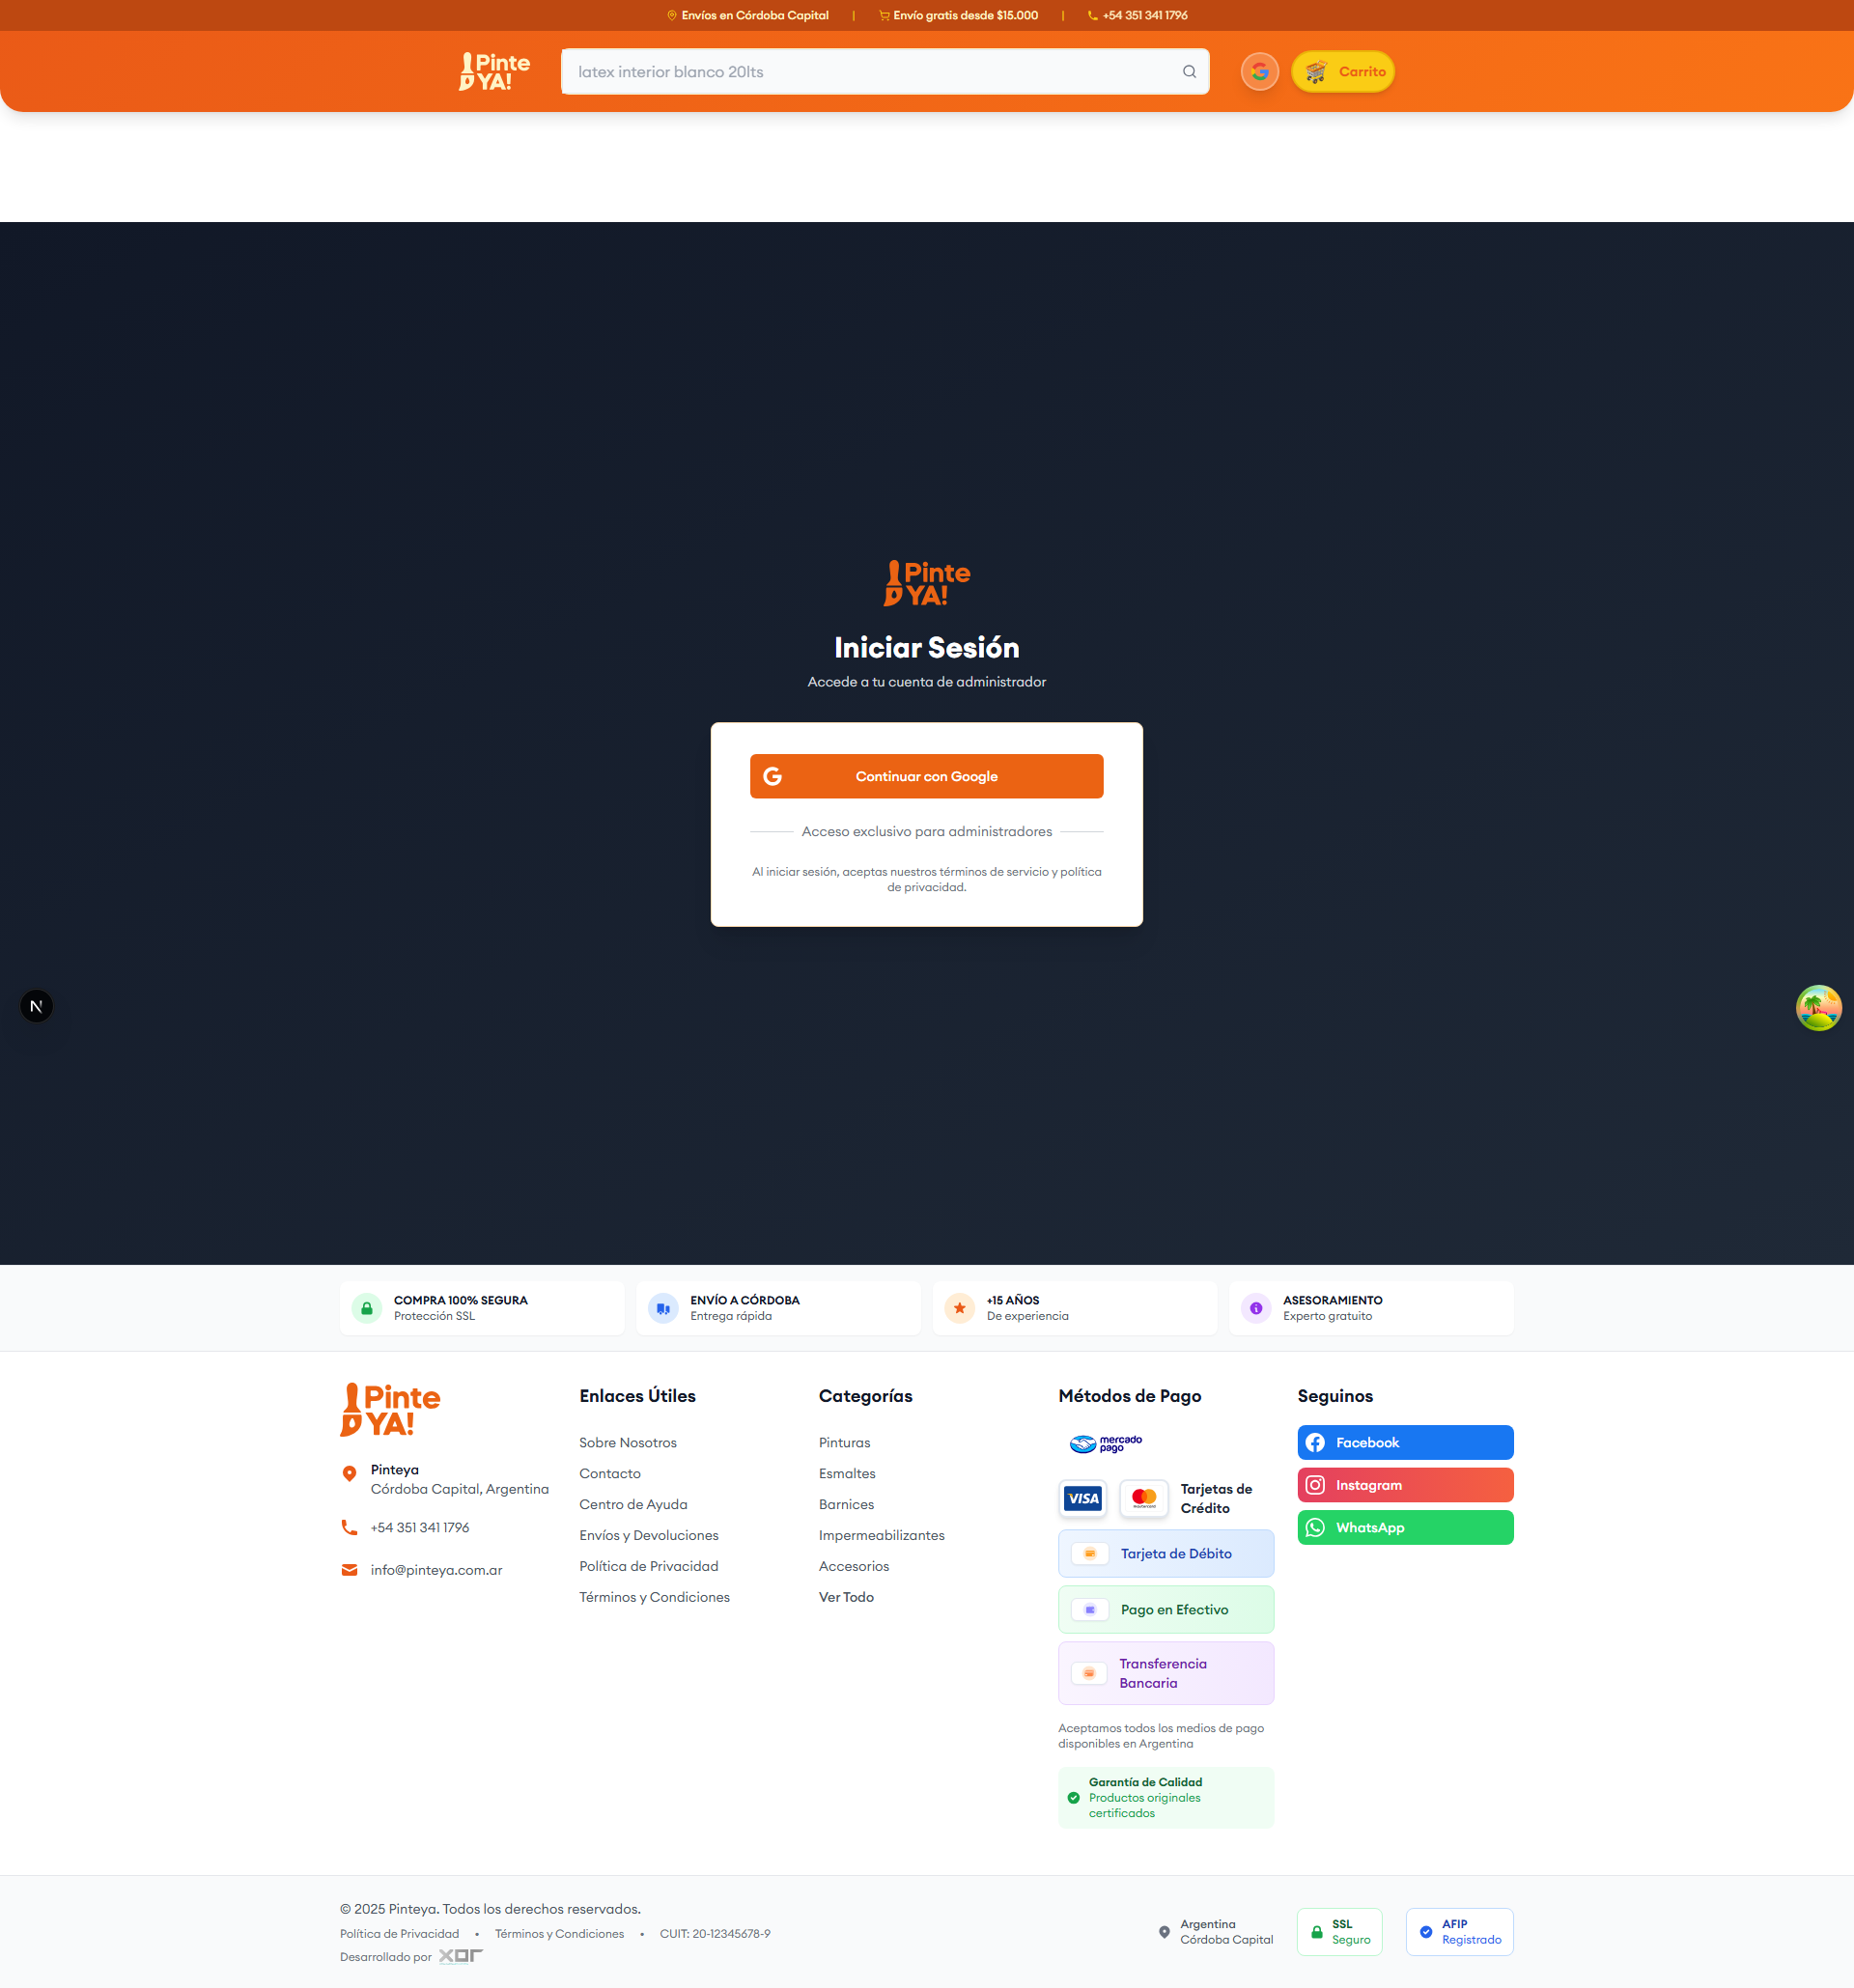 Envíos en Córdoba Capital | Envío gratis desde $15.000 | +54 351 341 1796
Pinte
YA!
latex interior blanco 20lts
Carrito
Pinte
YA!
Iniciar Sesión
Accede a tu cuenta de administrador
Continuar con Google
Acceso exclusivo para administradores
Al iniciar sesión, aceptas nuestros términos de servicio y política
de privacidad.
N
COMPRA 100% SEGURA
Protección SSL
ENVÍO A CÓRDOBA
Entrega rápida
+15 AÑOS
De experiencia
ASESORAMIENTO
Experto gratuito
Pinte
YA!
Pinteya
Córdoba Capital, Argentina
+54 351 341 1796
info@pinteya.com.ar
Enlaces Útiles
Sobre Nosotros
Contacto
Centro de Ayuda
Envíos y Devoluciones
Política de Privacidad
Términos y Condiciones
Categorías
Pinturas
Esmaltes
Barnices
Impermeabilizantes
Accesorios
Ver Todo
Métodos de Pago
mercado
pago
VISA
mastercard
Tarjetas de
Crédito
Tarjeta de Débito
Pago en Efectivo
Transferencia
Bancaria
Aceptamos todos los medios de pago
disponibles en Argentina
Garantía de Calidad
Productos originales
certificados
Seguinos
Facebook
Instagram
WhatsApp
© 2025 Pinteya. Todos los derechos reservados.
Política de Privacidad • Términos y Condiciones • CUIT: 20-12345678-9
Desarrollado por xor
Argentina
Córdoba Capital
SSL
Seguro
AFIP
Registrado